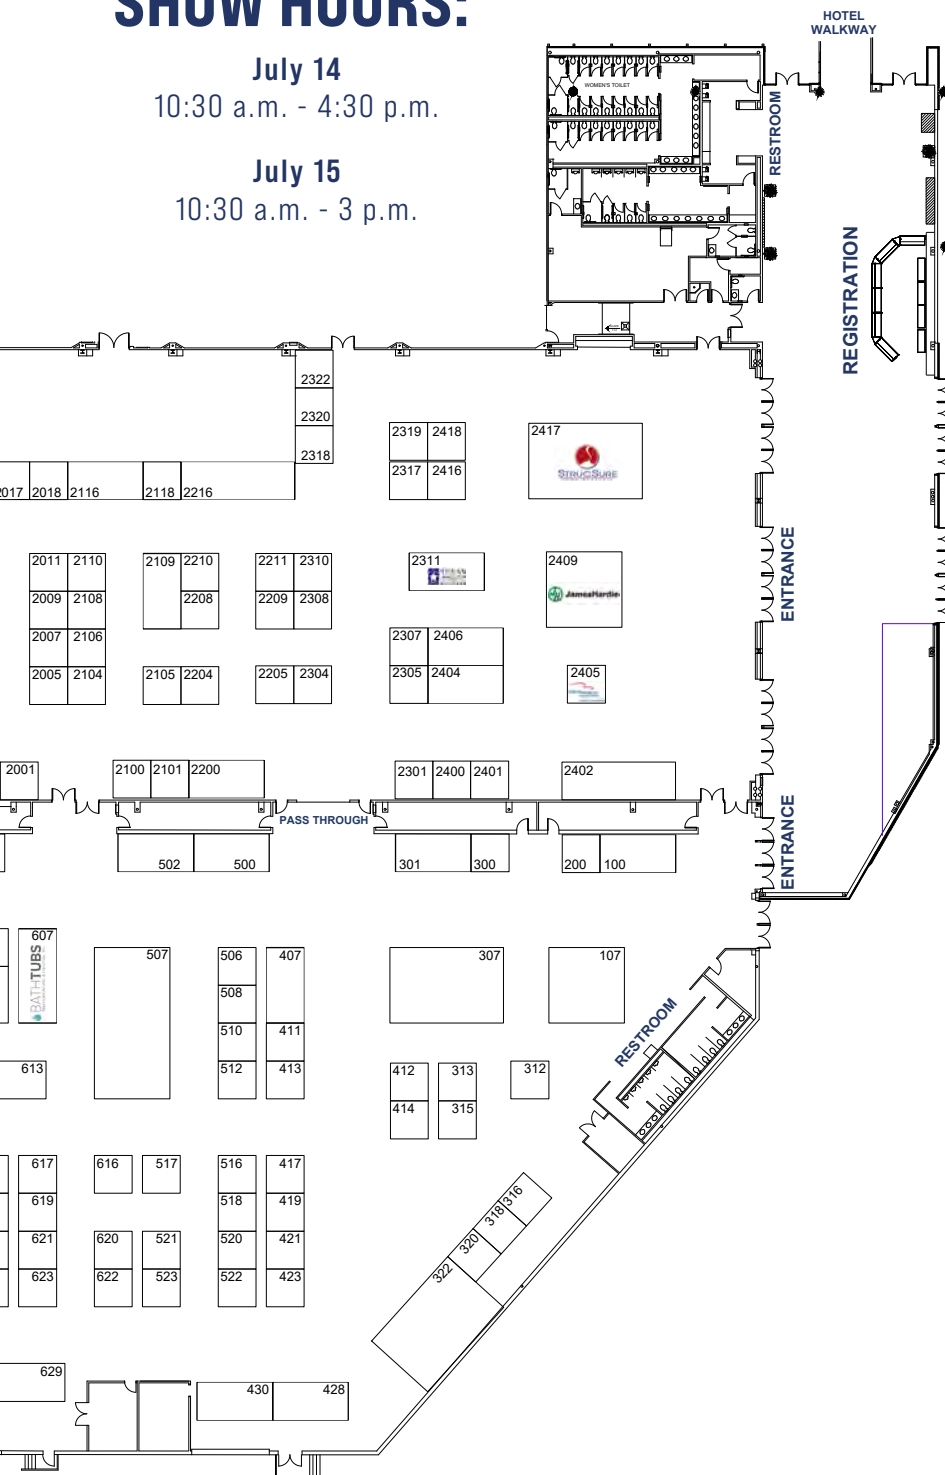 SHOW HOURS:
July 14
10:30 a.m. - 4:30 p.m.
July 15
10:30 a.m. - 3 p.m.
HOTEL
WALKWAY
WOMEN'S TOILET
RESTROOM
REGISTRATION
2322
2320
2318
2319 2418
2317 2416
2417
STRUCSURE
2017 2018 2116 2118 2216
2011 2110 2109 2210 2211 2310
2009 2108 2208 2209 2308
2007 2106
2005 2104 2105 2204 2205 2304
2311
2409
JamesHardie
2307 2406
2305 2404
2405
ENTRANCE
2001 2100 2101 2200 2301 2400 2401 2402
PASS THROUGH
ENTRANCE
502 500 301 300 200 100
607
BATHTUBS
507
506 407
508
510 411
512 413
307
107
613
412 313 312
414 315
RESTROOM
617 616 517 516 417
619 518 419
621 620 521 520 421
623 622 523 522 423
316
318
320
322
629
430 428